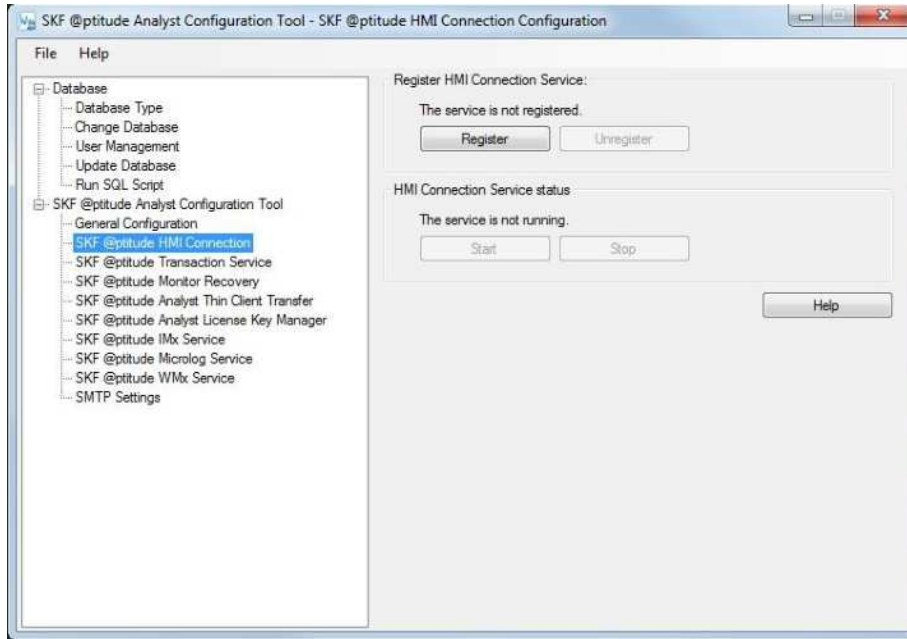 SKF @ptitude Analyst Configuration Tool - SKF @ptitude HMI Connection Configuration
File Help
Database
Database Type
Change Database
User Management
Update Database
Run SQL Script
SKF @ptitude Analyst Configuration Tool
General Configuration
SKF @ptitude HMI Connection
SKF @ptitude Transaction Service
SKF @ptitude Monitor Recovery
SKF @ptitude Analyst Thin Client Transfer
SKF @ptitude Analyst License Key Manager
SKF @ptitude IMx Service
SKF @ptitude Microlog Service
SKF @ptitude WMx Service
SMTP Settings
Register HMI Connection Service:
The service is not registered.
Register Unregister
HMI Connection Service status
The service is not running.
Start Stop
Help